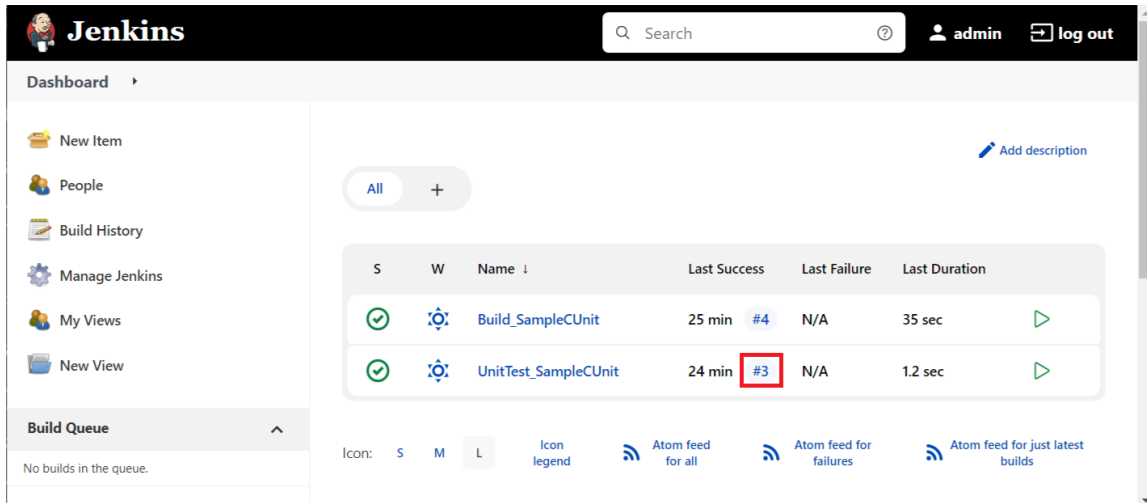 Jenkins
Search
admin
log out
Dashboard
New Item
People
Build History
Manage Jenkins
My Views
New View
Build Queue
No builds in the queue.
Add description
All +
S W Name ↓ Last Success Last Failure Last Duration
Build_SampleCUnit 25 min #4 N/A 35 sec
UnitTest_SampleCUnit 24 min #3 N/A 1.2 sec
Icon: S M L
Icon
legend
Atom feed
for all
Atom feed for
failures
Atom feed for just latest
builds